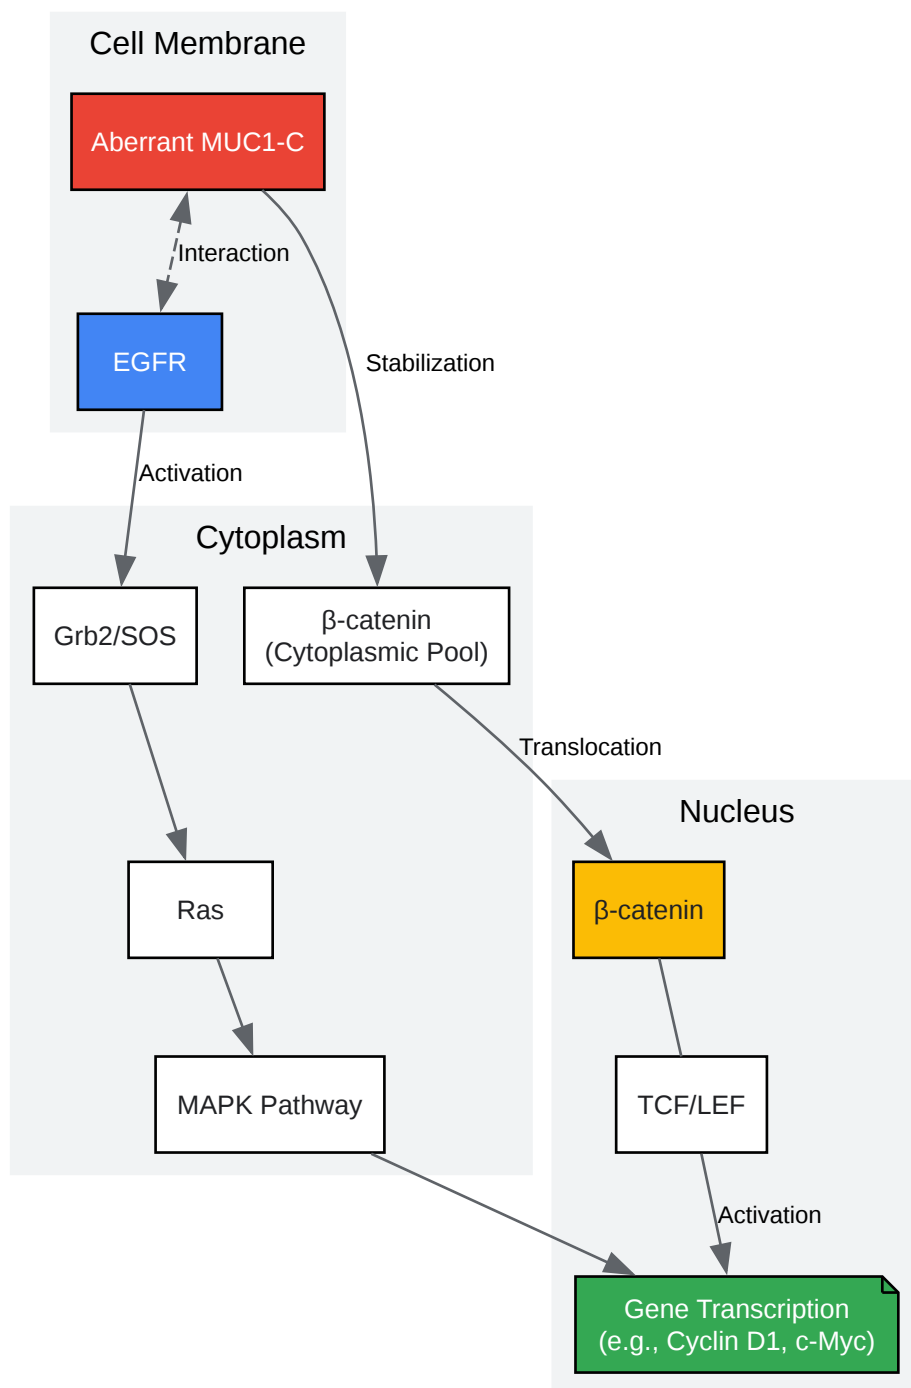 Cell Membrane
Aberrant MUC1-C
Interaction
EGFR
Stabilization
Activation
Cytoplasm
Grb2/SOS
β-catenin
(Cytoplasmic Pool)
Translocation
Nucleus
Ras
β-catenin
MAPK Pathway
TCF/LEF
Activation
Gene Transcription
(e.g., Cyclin D1, c-Myc)